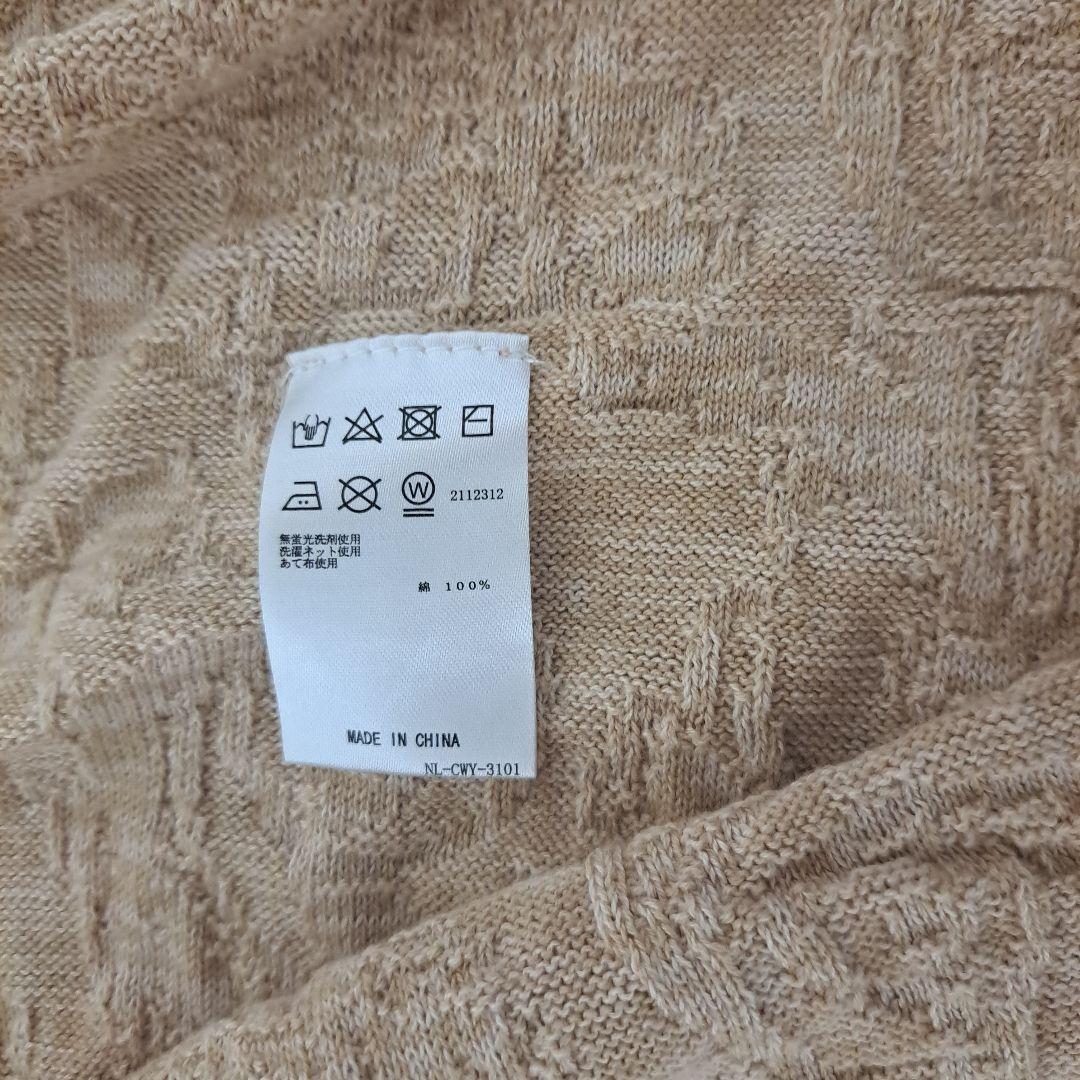 W 2112312
無蛍光洗剤使用
洗濯ネット使用
あて布使用
綿 100%
MADE IN CHINA
NL-CWY-3101